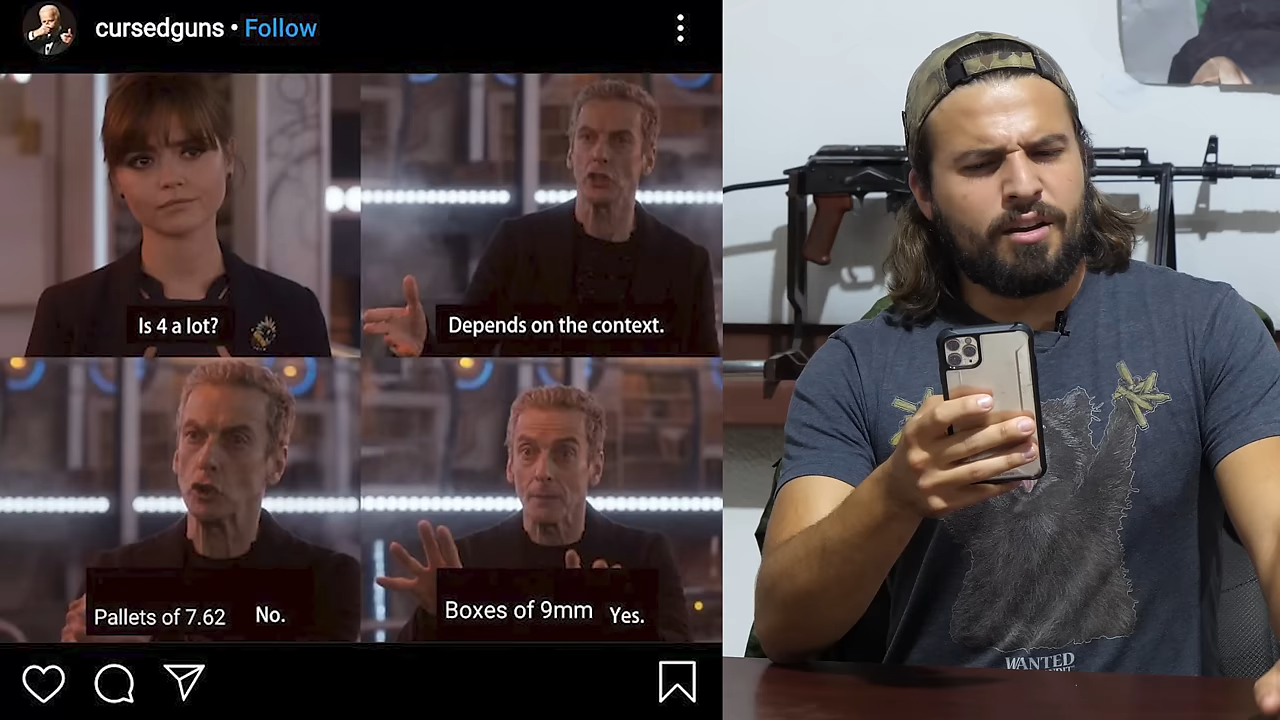 cursedguns • Follow
Is 4 a lot?
Depends on the context.
Pallets of 7.62 No.
Boxes of 9mm Yes.
WANTED